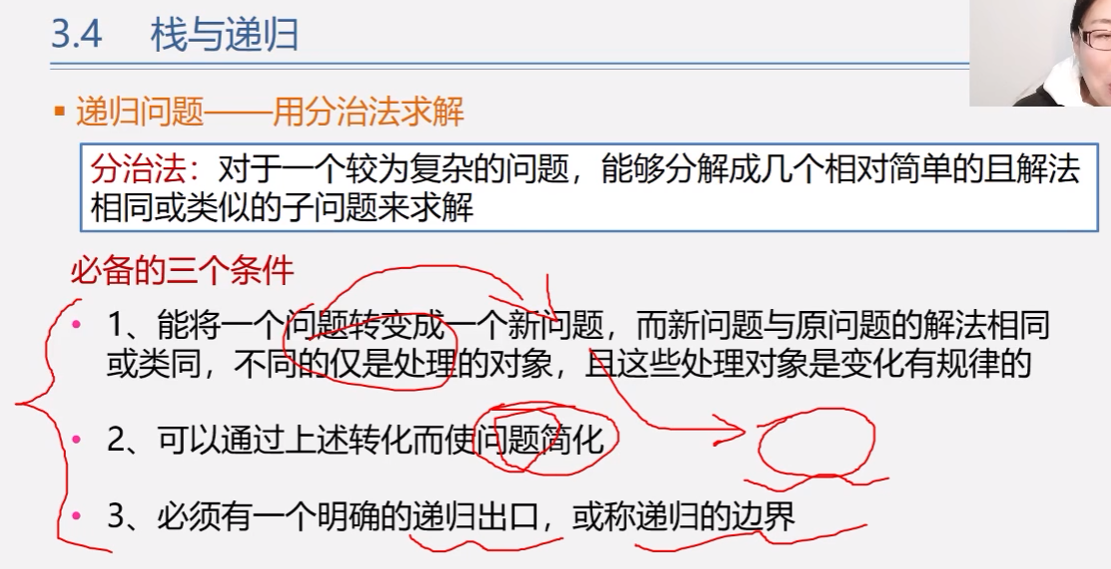 3.4 栈与递归
▪ 递归问题——用分治法求解
分治法：对于一个较为复杂的问题，能够分解成几个相对简单的且解法
相同或类似的子问题来求解
必备的三个条件
• 1、能将一个问题转变成一个新问题，而新问题与原问题的解法相同
或类同，不同的仅是处理的对象，且这些处理对象是变化有规律的
• 2、可以通过上述转化而使问题简化
• 3、必须有一个明确的递归出口，或称递归的边界